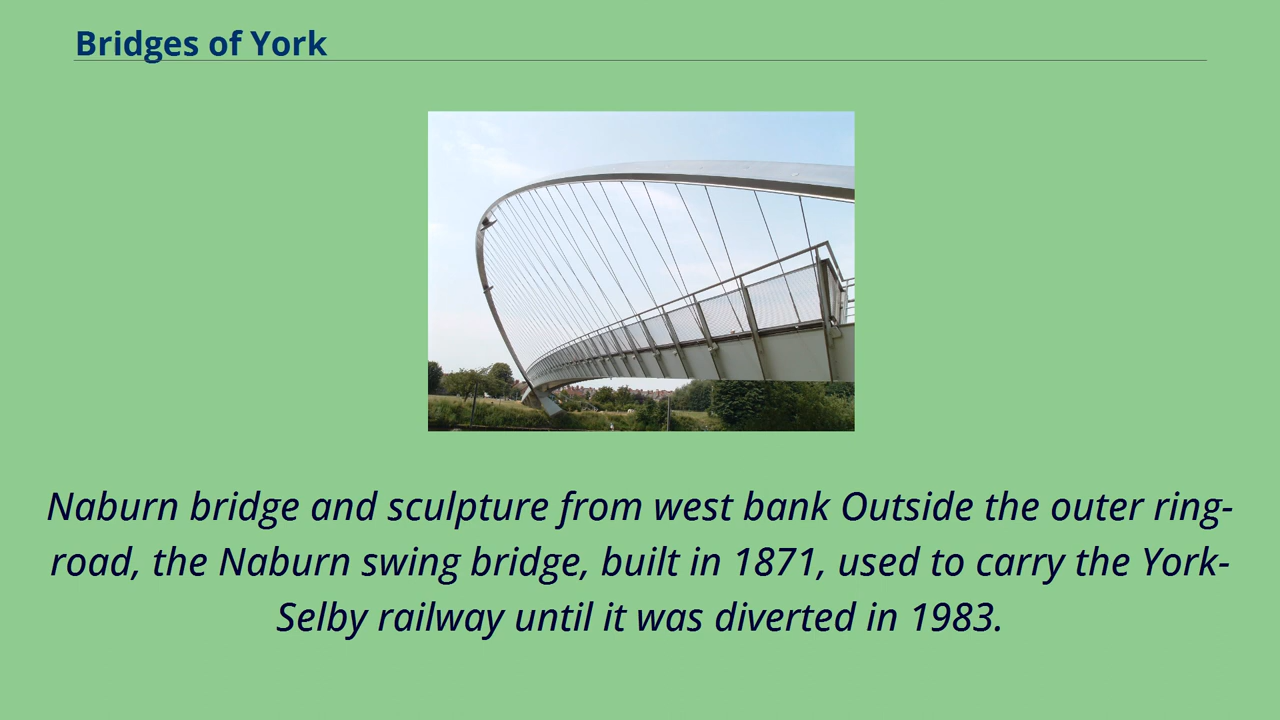 Bridges of York
Naburn bridge and sculpture from west bank Outside the outer ring-
road, the Naburn swing bridge, built in 1871, used to carry the York-
Selby railway until it was diverted in 1983.